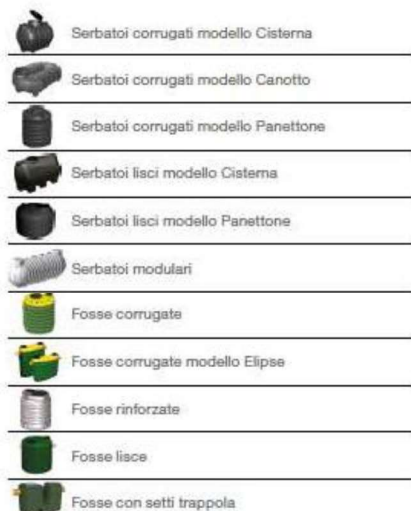 Serbatoi corrugati modello Cisterna
Serbatoi corrugati modello Canotto
Serbatoi corrugati modello Panettone
Serbatoi lisci modello Cisterna
Serbatoi lisci modello Panettone
Serbatoi modulari
Fosse corrugate
Fosse corrugate modello Elipse
Fosse rinforzate
Fosse lisce
Fosse con setti trappola